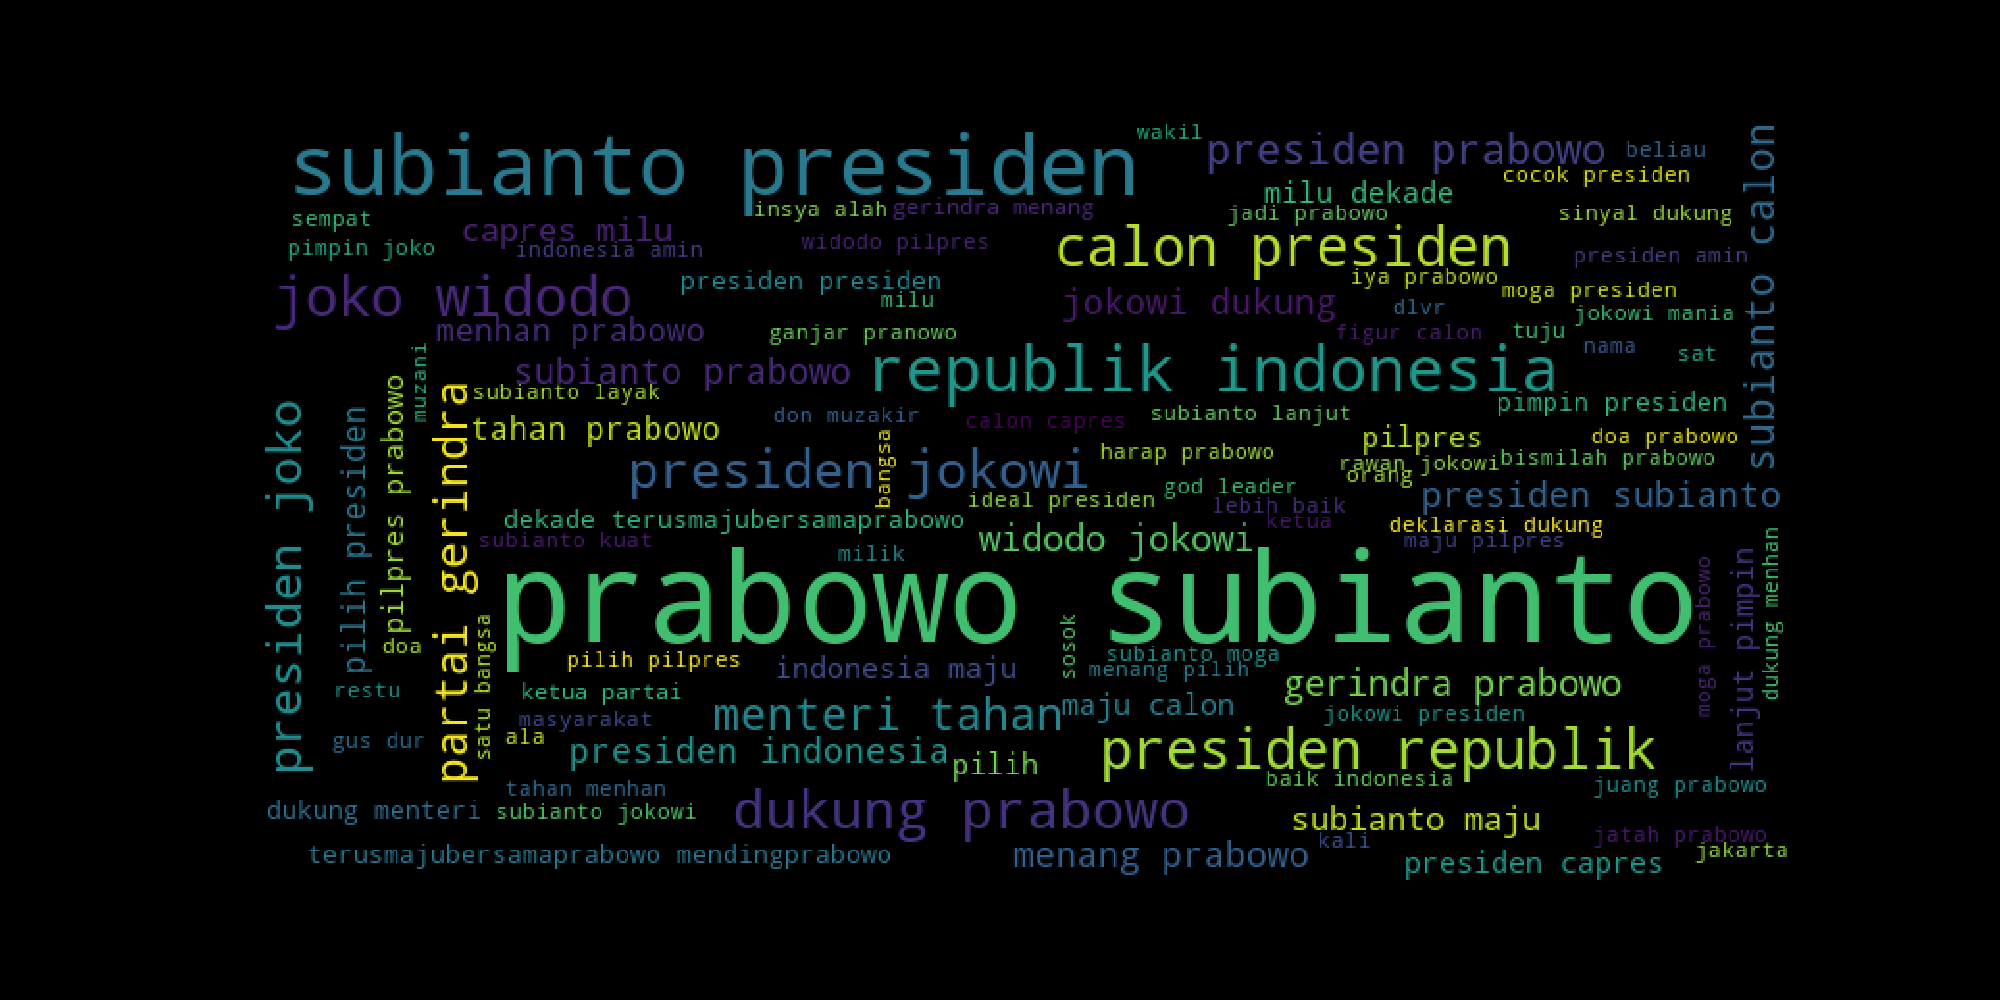 wakil
subianto presiden
presiden prabowo
beliau
cocok presiden
milu dekade
insya alah
gerindra menang
jadi prabowo
sinyal dukung
subianto calon
sempat
capres milu
pimpin joko
indonesia amin
widodo pilpres
calon presiden
presiden amin
joko widodo
presiden presiden
milu
iya prabowo
moga presiden
jokowi dukung
dlvr
jokowi mania
menhan prabowo
ganjar pranowo
figur calon
tuju
nama
sat
muzani
subianto prabowo
republik indonesia
subianto layak
pimpin presiden
don muzakir
calon capres
subianto lanjut
tahan prabowo
pilpres
doa prabowo
presiden joko
pilih presiden
pilpres prabowo
partai gerindra
presiden jokowi
bangsa
harap prabowo
rawan jokowi
bismilah prabowo
orang
god leader
ideal presiden
lebih baik
presiden subianto
dekade terusmajubersamaprabowo
ketua
deklarasi dukung
subianto kuat
widodo jokowi
maju pilpres
milik
prabowo subianto
moga prabowo
lanjut pimpin
dukung menhan
doa
satu bangsa
sosok
pilih pilpres
indonesia maju
subianto moga
menang pilih
restu
ketua partai
gerindra prabowo
masyarakat
menteri tahan
maju calon
jokowi presiden
gus dur
ala
presiden indonesia
pilih
presiden republik
baik indonesia
tahan menhan
juang prabowo
dukung menteri
subianto jokowi
dukung prabowo
subianto maju
kali
jatah prabowo
terusmajubersamaprabowo mendingprabowo
menang prabowo
presiden capres
jakarta